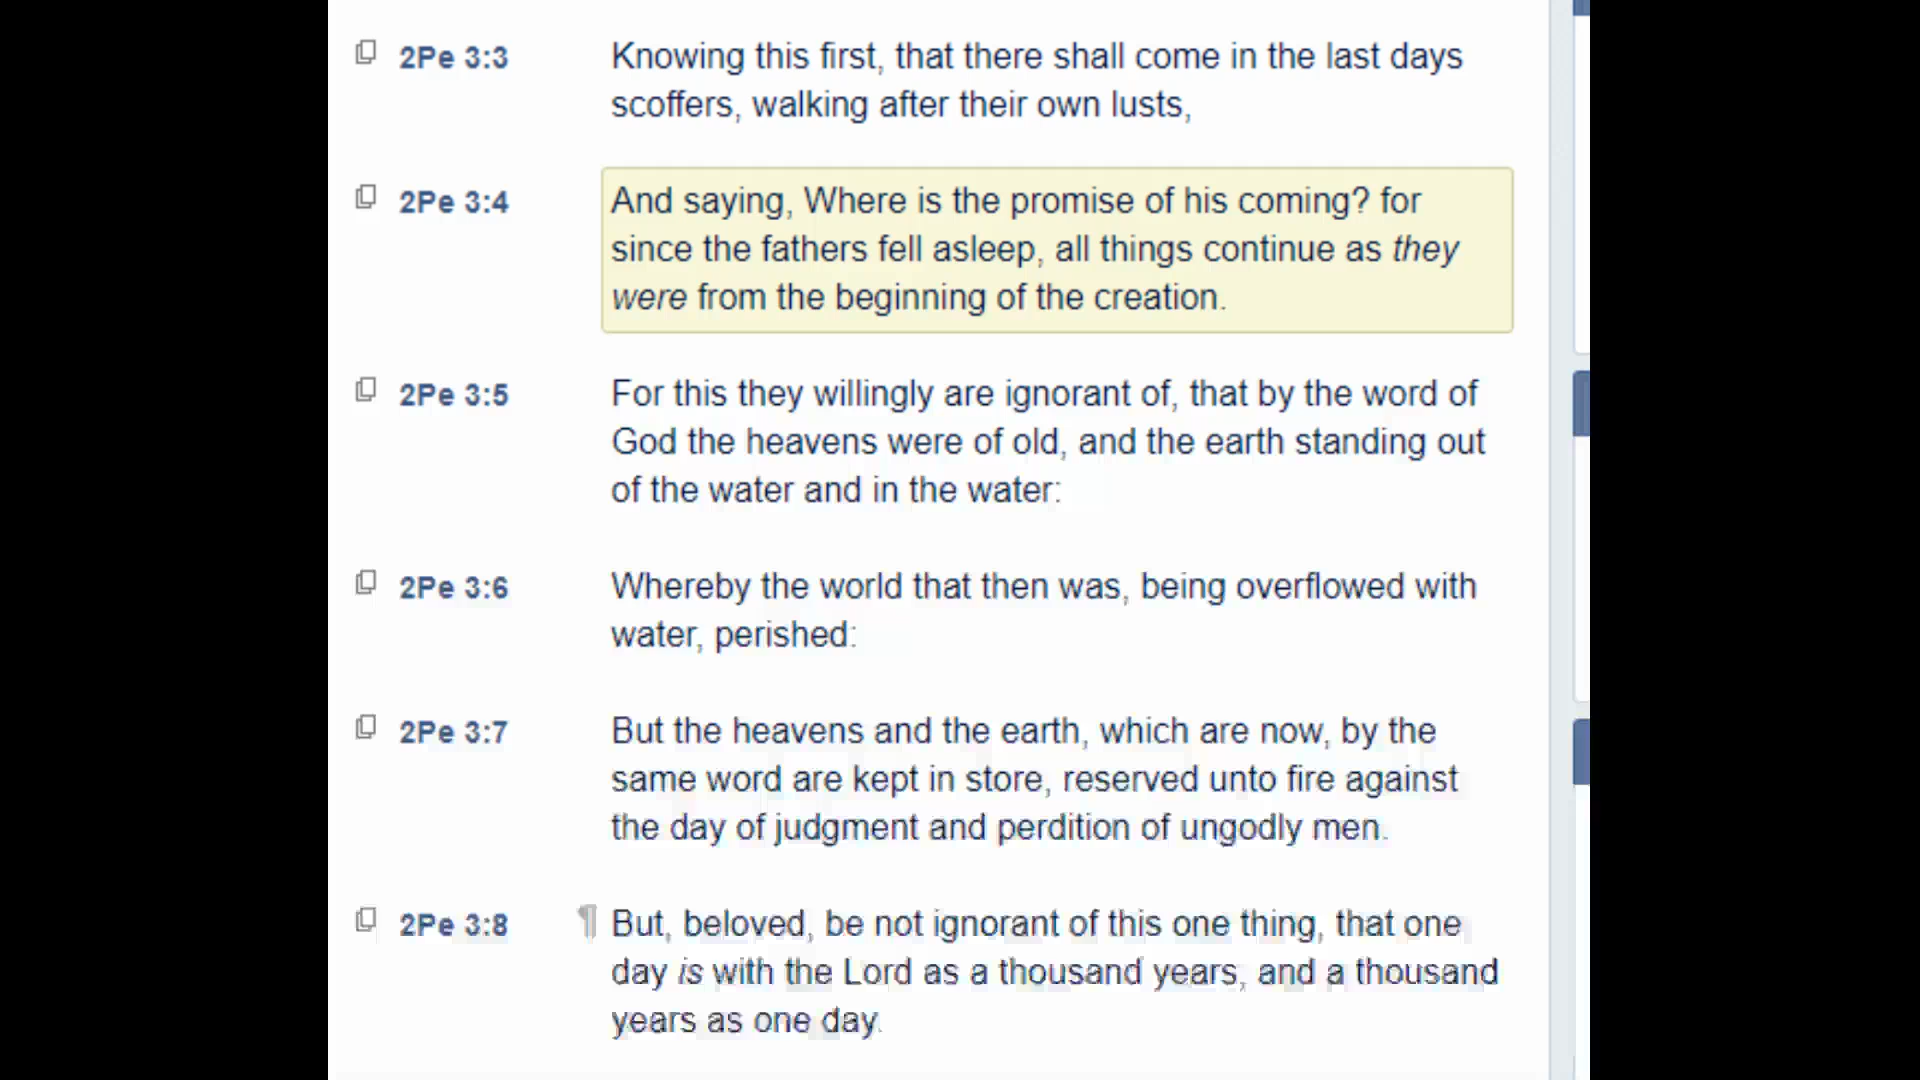 2Pe 3:3 Knowing this first, that there shall come in the last days
scoffers, walking after their own lusts,
2Pe 3:4 And saying, Where is the promise of his coming? for
since the fathers fell asleep, all things continue as they
were from the beginning of the creation.
2Pe 3:5 For this they willingly are ignorant of, that by the word of
God the heavens were of old, and the earth standing out
of the water and in the water:
2Pe 3:6 Whereby the world that then was, being overflowed with
water, perished:
2Pe 3:7 But the heavens and the earth, which are now, by the
same word are kept in store, reserved unto fire against
the day of judgment and perdition of ungodly men.
2Pe 3:8 ¶ But, beloved, be not ignorant of this one thing, that one
day is with the Lord as a thousand years, and a thousand
years as one day.